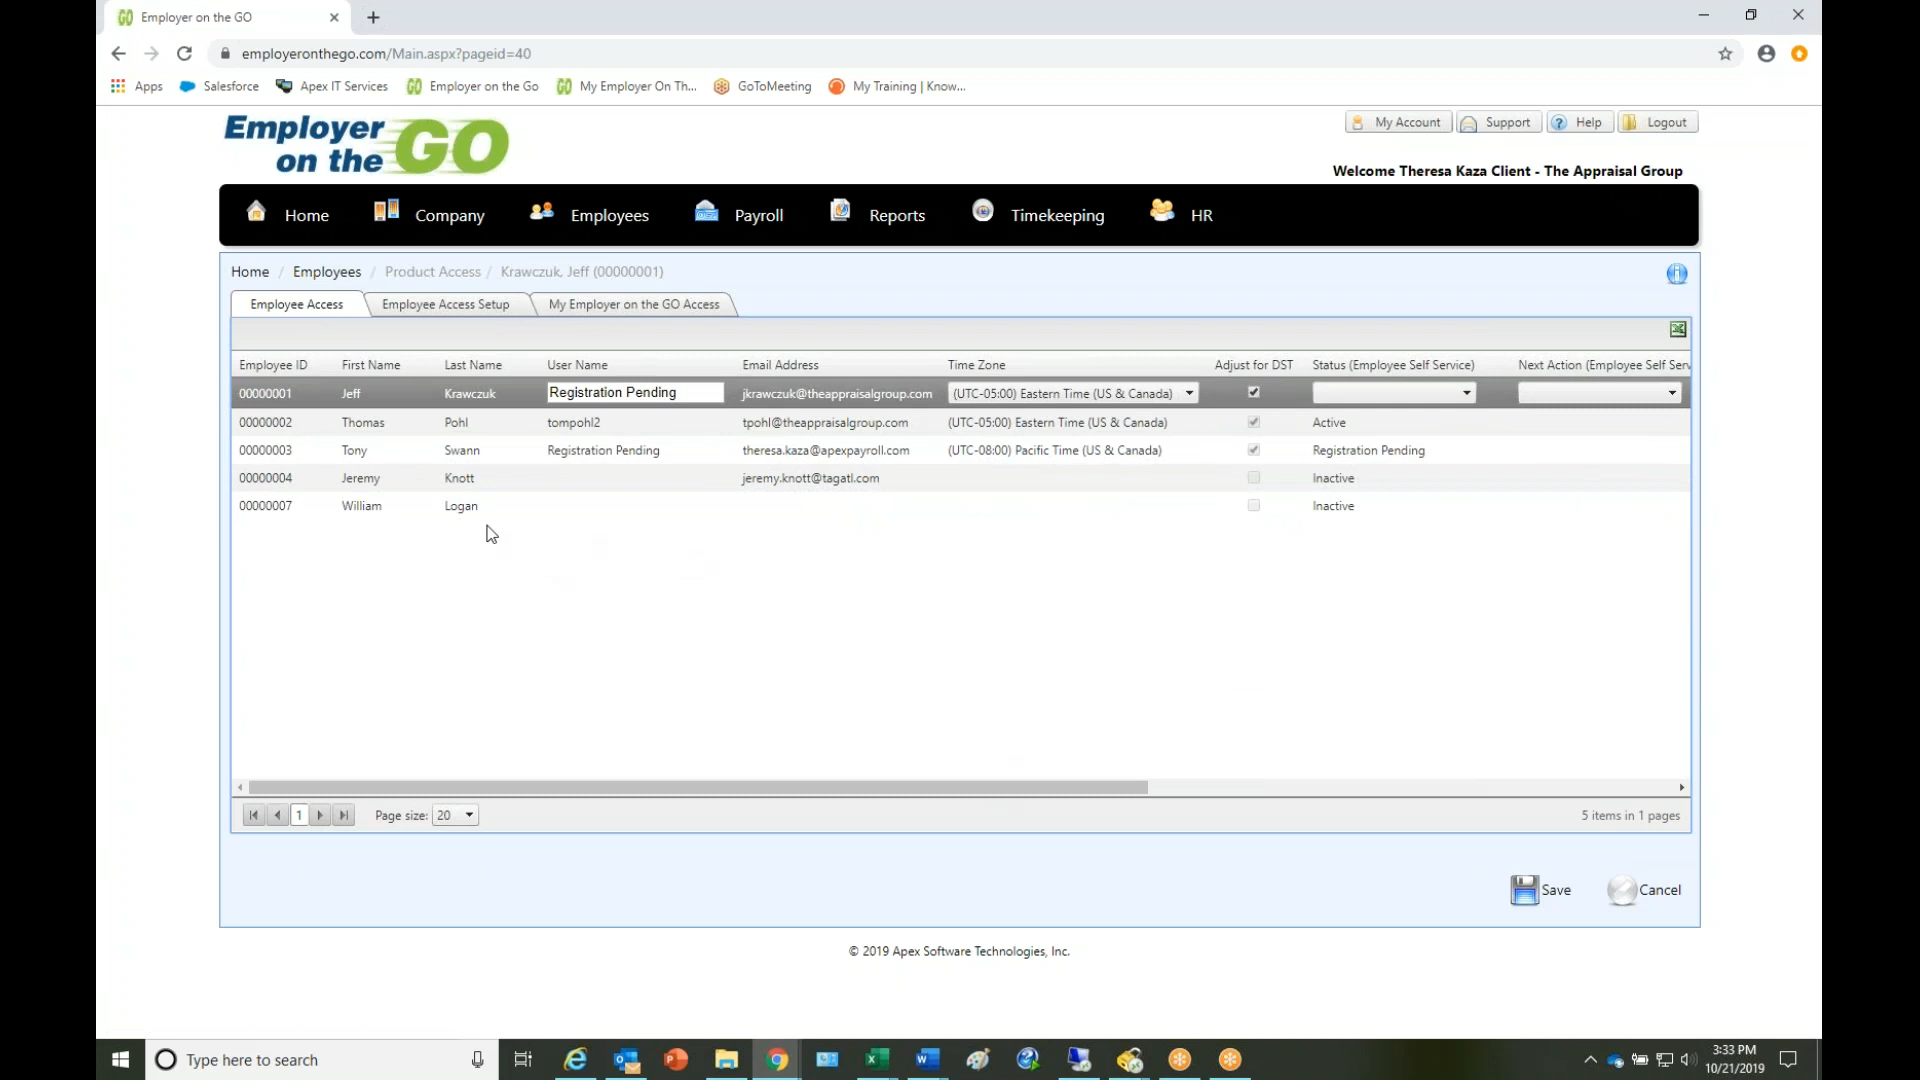 Employer on the GO
employeronthego.com/Main.aspx?pageid=40
Apps Salesforce Apex IT Services Employer on the Go My Employer On Th... GoToMeeting My Training | Know...
Employer on the GO
My Account Support Help Logout
Welcome Theresa Kaza Client - The Appraisal Group
Home Company Employees Payroll Reports Timekeeping HR
Home / Employees / Product Access / Krawczuk, Jeff (00000001)
Employee Access Employee Access Setup My Employer on the GO Access
Employee ID First Name Last Name User Name Email Address Time Zone Adjust for DST Status (Employee Self Service) Next Action (Employee Self Serv
00000001 Jeff Krawczuk Registration Pending jkrawczuk@theappraisalgroup.com (UTC-05:00) Eastern Time (US & Canada)
00000002 Thomas Pohl tompohl2 tpohl@theappraisalgroup.com (UTC-05:00) Eastern Time (US & Canada) Active
00000003 Tony Swann Registration Pending theresa.kaza@apexpayroll.com (UTC-08:00) Pacific Time (US & Canada) Registration Pending
00000004 Jeremy Knott jeremy.knott@tagatl.com Inactive
00000007 William Logan Inactive
1 Page size: 20 5 items in 1 pages
Save Cancel
© 2019 Apex Software Technologies, Inc.
Type here to search 3:33 PM
10/21/2019